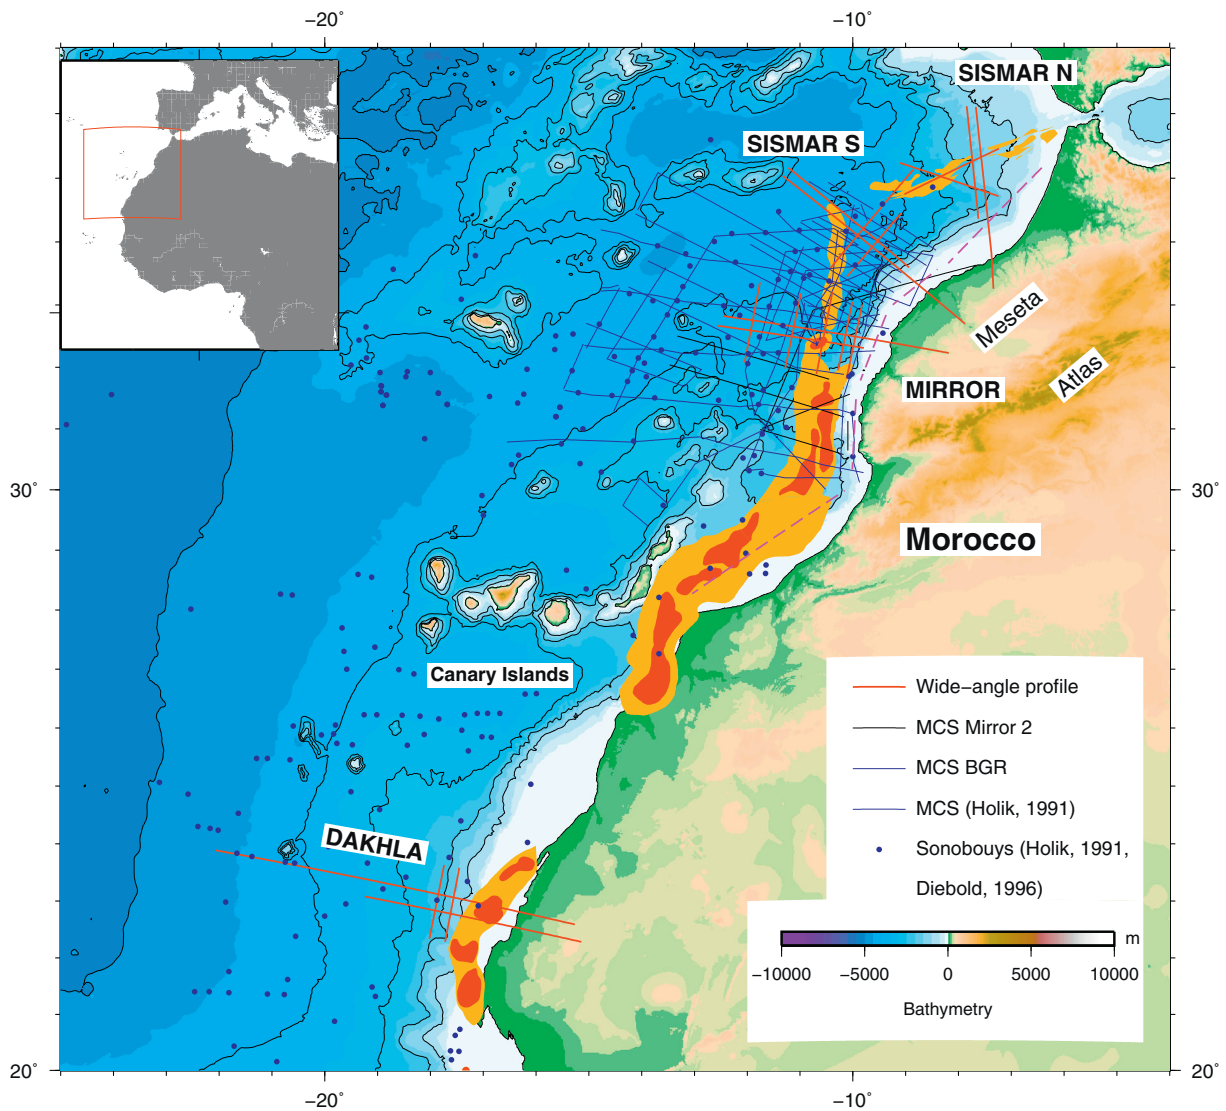 −20° −10°
SISMAR N
SISMAR S
Meseta
Atlas
MIRROR
30° 30°
Morocco
Canary Islands
Wide−angle profile
MCS Mirror 2
MCS BGR
MCS (Holik, 1991)
Sonobouys (Holik, 1991,
Diebold, 1996)
DAKHLA
m
−10000 −5000 0 5000 10000
Bathymetry
20° 20°
−20° −10°